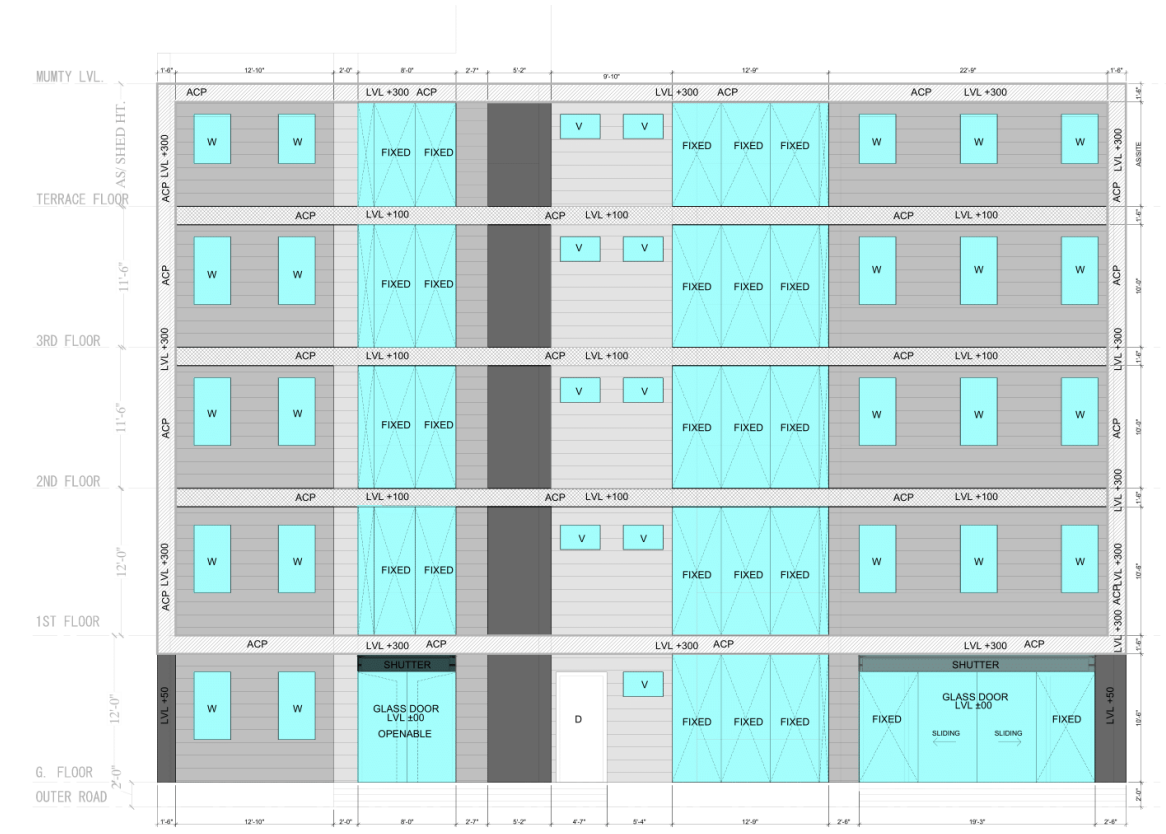 1'-6" 12'-10" 2'-0" 8'-0" 2'-7" 5'-2" 9'-10" 12'-9" 22'-9" 1'-6"
MUMTY LVL.
ACP LVL +300 ACP LVL +300 ACP ACP LVL +300 1'-6"
AS/ SHED HT. ACP LVL +300 W W FIXED FIXED V V FIXED FIXED FIXED W W W ACP LVL +300 AS/SITE
TERRACE FLOOR
ACP LVL +100 ACP LVL +100 ACP LVL +100 1'-6"
11'-6" ACP W W FIXED FIXED V V FIXED FIXED FIXED W W W ACP 10'-0"
3RD FLOOR
LVL +300 ACP LVL +100 ACP LVL +100 ACP LVL +100 LVL +300 1'-6"
11'-6" ACP W W FIXED FIXED V V FIXED FIXED FIXED W W W ACP 10'-0"
2ND FLOOR
ACP LVL +100 ACP LVL +100 ACP LVL +100 LVL +300 1'-6"
12'-0" ACP LVL +300 W W FIXED FIXED V V FIXED FIXED FIXED W W W ACP LVL +300 10'-6"
1ST FLOOR
ACP LVL +300 ACP LVL +300 ACP LVL +300 ACP LVL +300 1'-6"
SHUTTER SHUTTER
12'-0" LVL +50 W W GLASS DOOR
LVL ±00
OPENABLE
D V FIXED FIXED FIXED FIXED GLASS DOOR
LVL ±00
SLIDING SLIDING FIXED LVL +50 10'-6"
G. FLOOR
2'-0"
OUTER ROAD 2'-0"
1'-6" 12'-10" 2'-0" 8'-0" 2'-7" 5'-2" 4'-7" 5'-4" 12'-9" 2'-6" 19'-3" 2'-6"